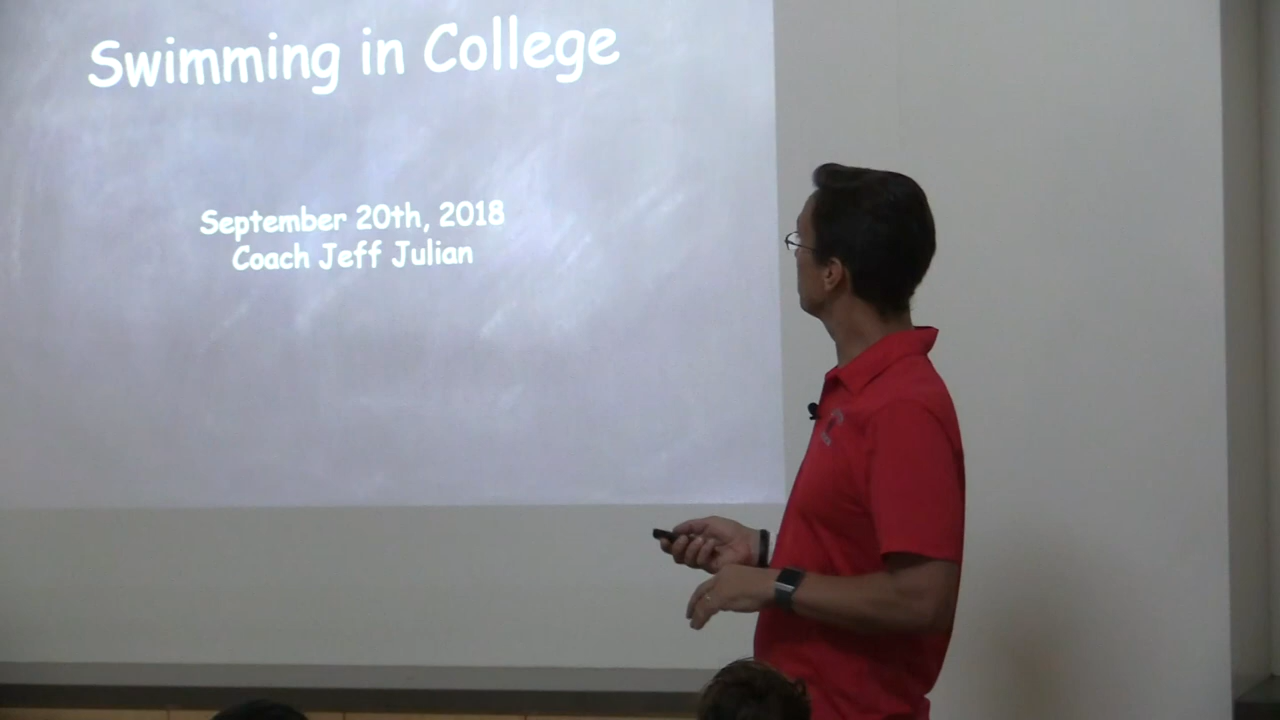 Swimming in College
September 20th, 2018
Coach Jeff Julian